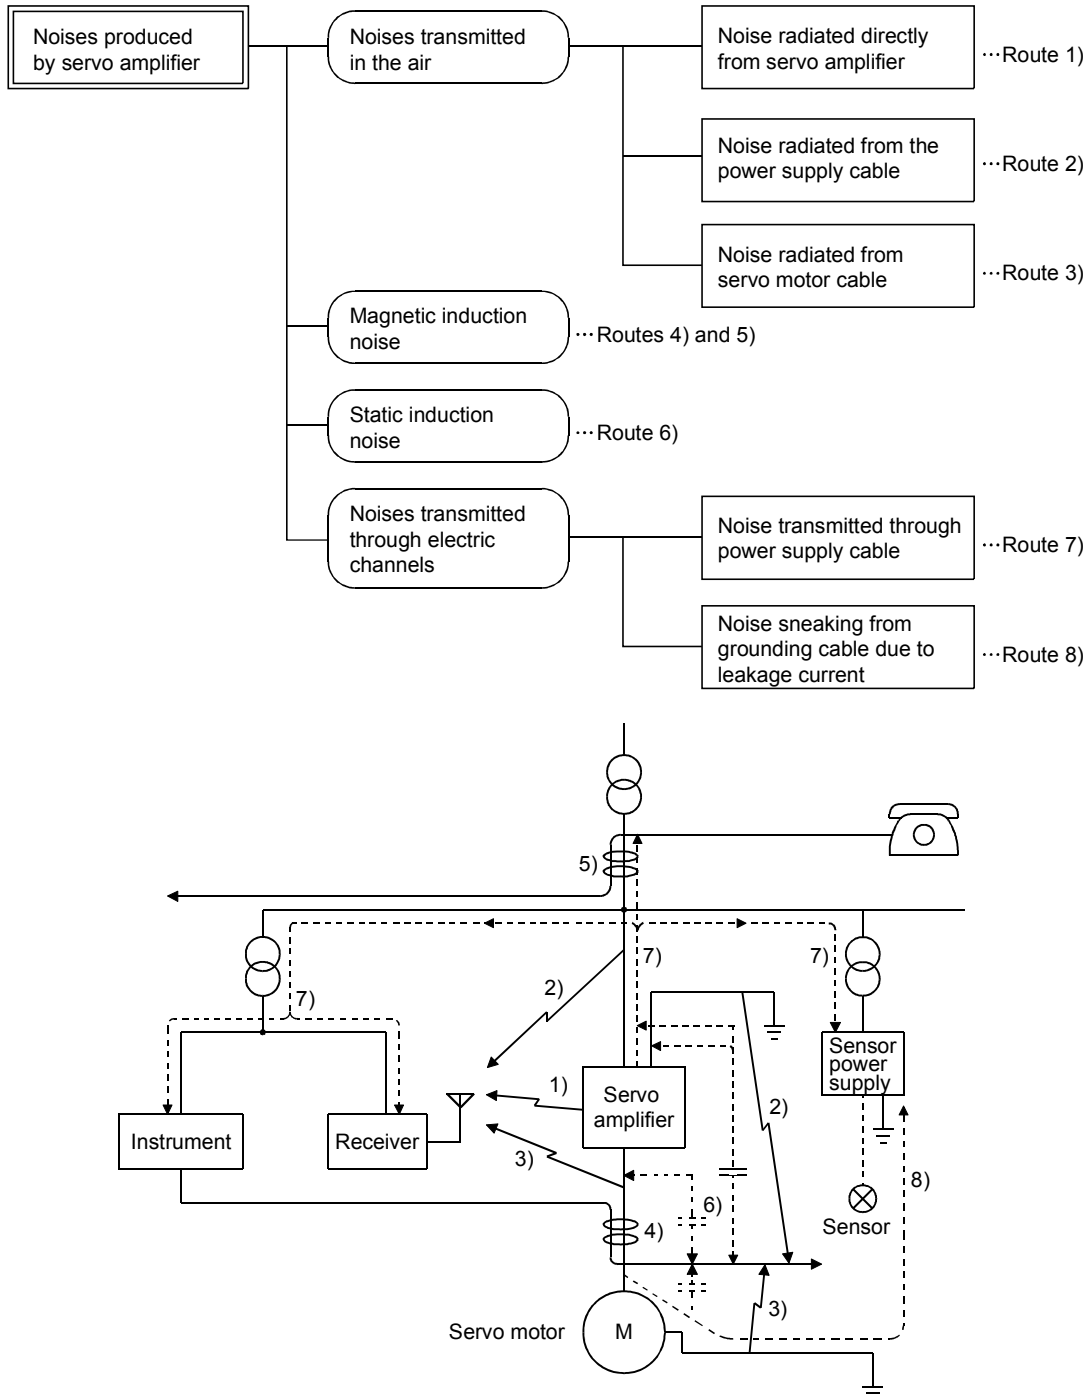 Noises produced
by servo amplifier
Noises transmitted
in the air
Noise radiated directly
from servo amplifier
···Route 1)
Noise radiated from the
power supply cable
···Route 2)
Noise radiated from
servo motor cable
···Route 3)
Magnetic induction
noise
···Routes 4) and 5)
Static induction
noise
···Route 6)
Noises transmitted
through electric
channels
Noise transmitted through
power supply cable
···Route 7)
Noise sneaking from
grounding cable due to
leakage current
···Route 8)
5)
7)
7)
7)
2)
Sensor
power
supply
1)
Servo
amplifier
2)
Instrument
Receiver
3)
6)
8)
4)
Sensor
3)
Servo motor
M